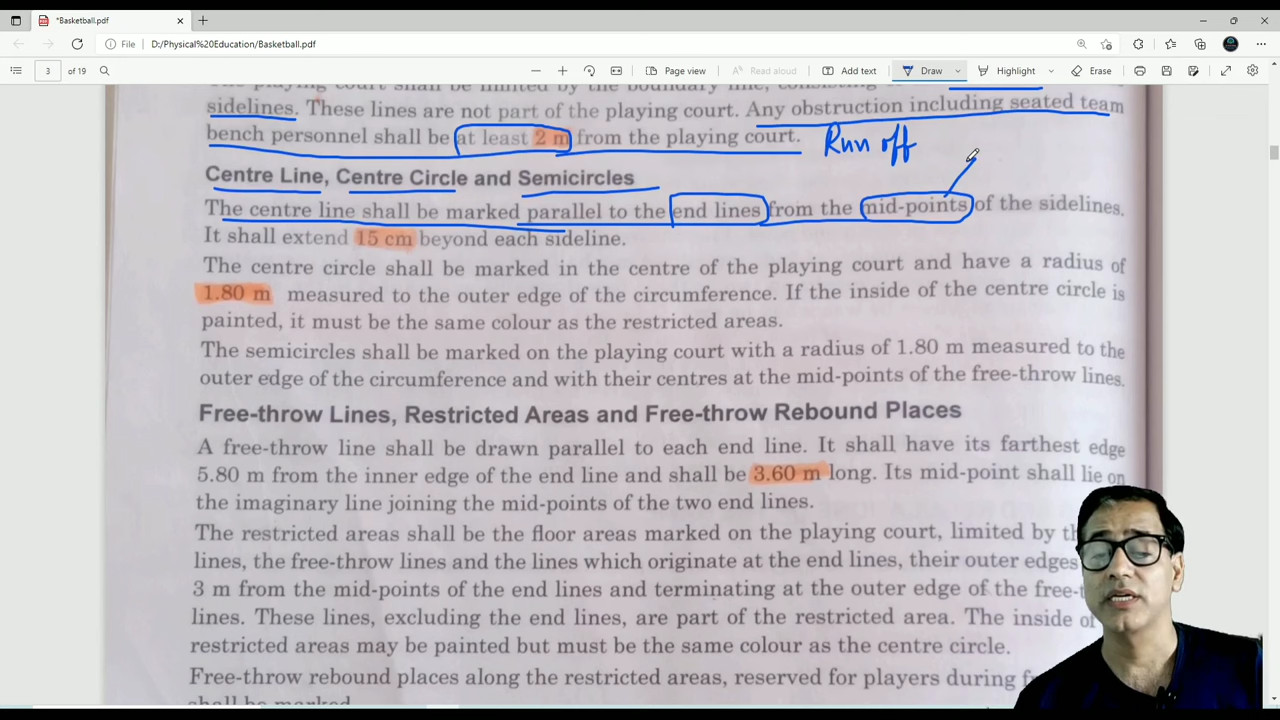 *Basketball.pdf
File D:/Physical%20Education/Basketball.pdf
3 of 19 Page view Read aloud Add text Draw Highlight Erase
sidelines. These lines are not part of the playing court. Any obstruction including seated team
bench personnel shall be at least 2 m from the playing court. Run off
Centre Line, Centre Circle and Semicircles
The centre line shall be marked parallel to the end lines from the mid-points of the sidelines.
It shall extend 15 cm beyond each sideline.
The centre circle shall be marked in the centre of the playing court and have a radius of
1.80 m measured to the outer edge of the circumference. If the inside of the centre circle is
painted, it must be the same colour as the restricted areas.
The semicircles shall be marked on the playing court with a radius of 1.80 m measured to the
outer edge of the circumference and with their centres at the mid-points of the free-throw lines.
Free-throw Lines, Restricted Areas and Free-throw Rebound Places
A free-throw line shall be drawn parallel to each end line. It shall have its farthest edge
5.80 m from the inner edge of the end line and shall be 3.60 m long. Its mid-point shall lie on
the imaginary line joining the mid-points of the two end lines.
The restricted areas shall be the floor areas marked on the playing court, limited by th
lines, the free-throw lines and the lines which originate at the end lines, their outer edges
3 m from the mid-points of the end lines and terminating at the outer edge of the free-
lines. These lines, excluding the end lines, are part of the restricted area. The inside of
restricted areas may be painted but must be the same colour as the centre circle.
Free-throw rebound places along the restricted areas, reserved for players during f